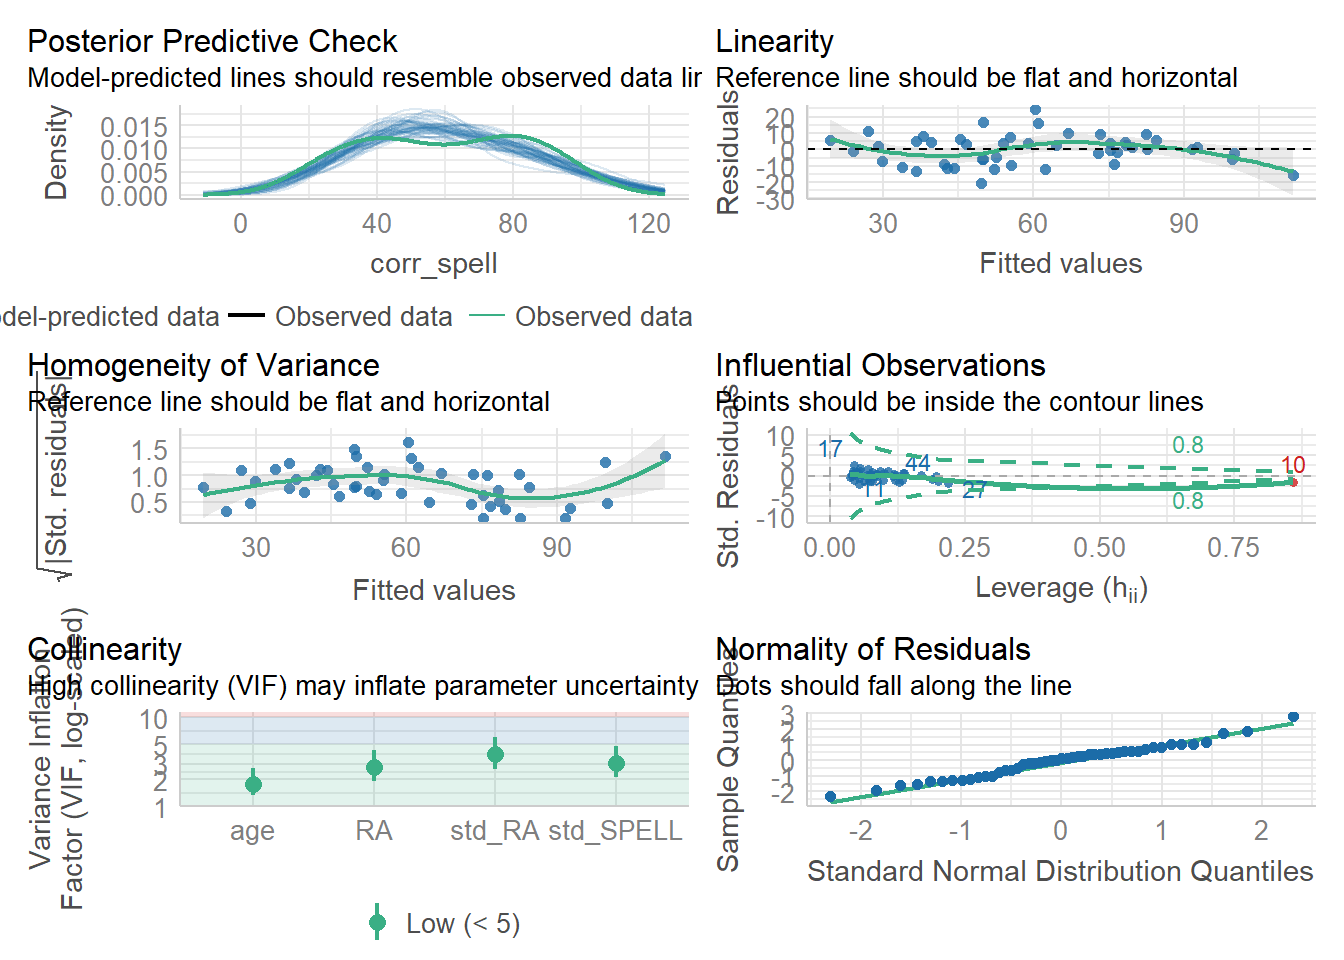 Posterior Predictive Check
Model-predicted lines should resemble observed data lin
Density
0.015
0.010
0.005
0.000
0
40
80
120
corr_spell
del-predicted data
Observed data
Observed data
Linearity
Reference line should be flat and horizontal
Residuals
20
10
0
-10
-20
-30
30
60
90
Fitted values
Homogeneity of Variance
Reference line should be flat and horizontal
√|Std. residuals|
1.5
1.0
0.5
30
60
90
Fitted values
Influential Observations
Points should be inside the contour lines
Std. Residuals
10
5
0
-5
-10
17
11
44
27
10
0.8
0.8
0.00
0.25
0.50
0.75
Leverage (hii)
Collinearity
High collinearity (VIF) may inflate parameter uncertainty
Variance Inflation
Factor (VIF, log-scaled)
10
5
3
2
1
age
RA
std_RA
std_SPELL
Low (< 5)
Normality of Residuals
Dots should fall along the line
Sample Quantiles
3
2
1
0
-1
-2
-2
-1
0
1
2
Standard Normal Distribution Quantiles